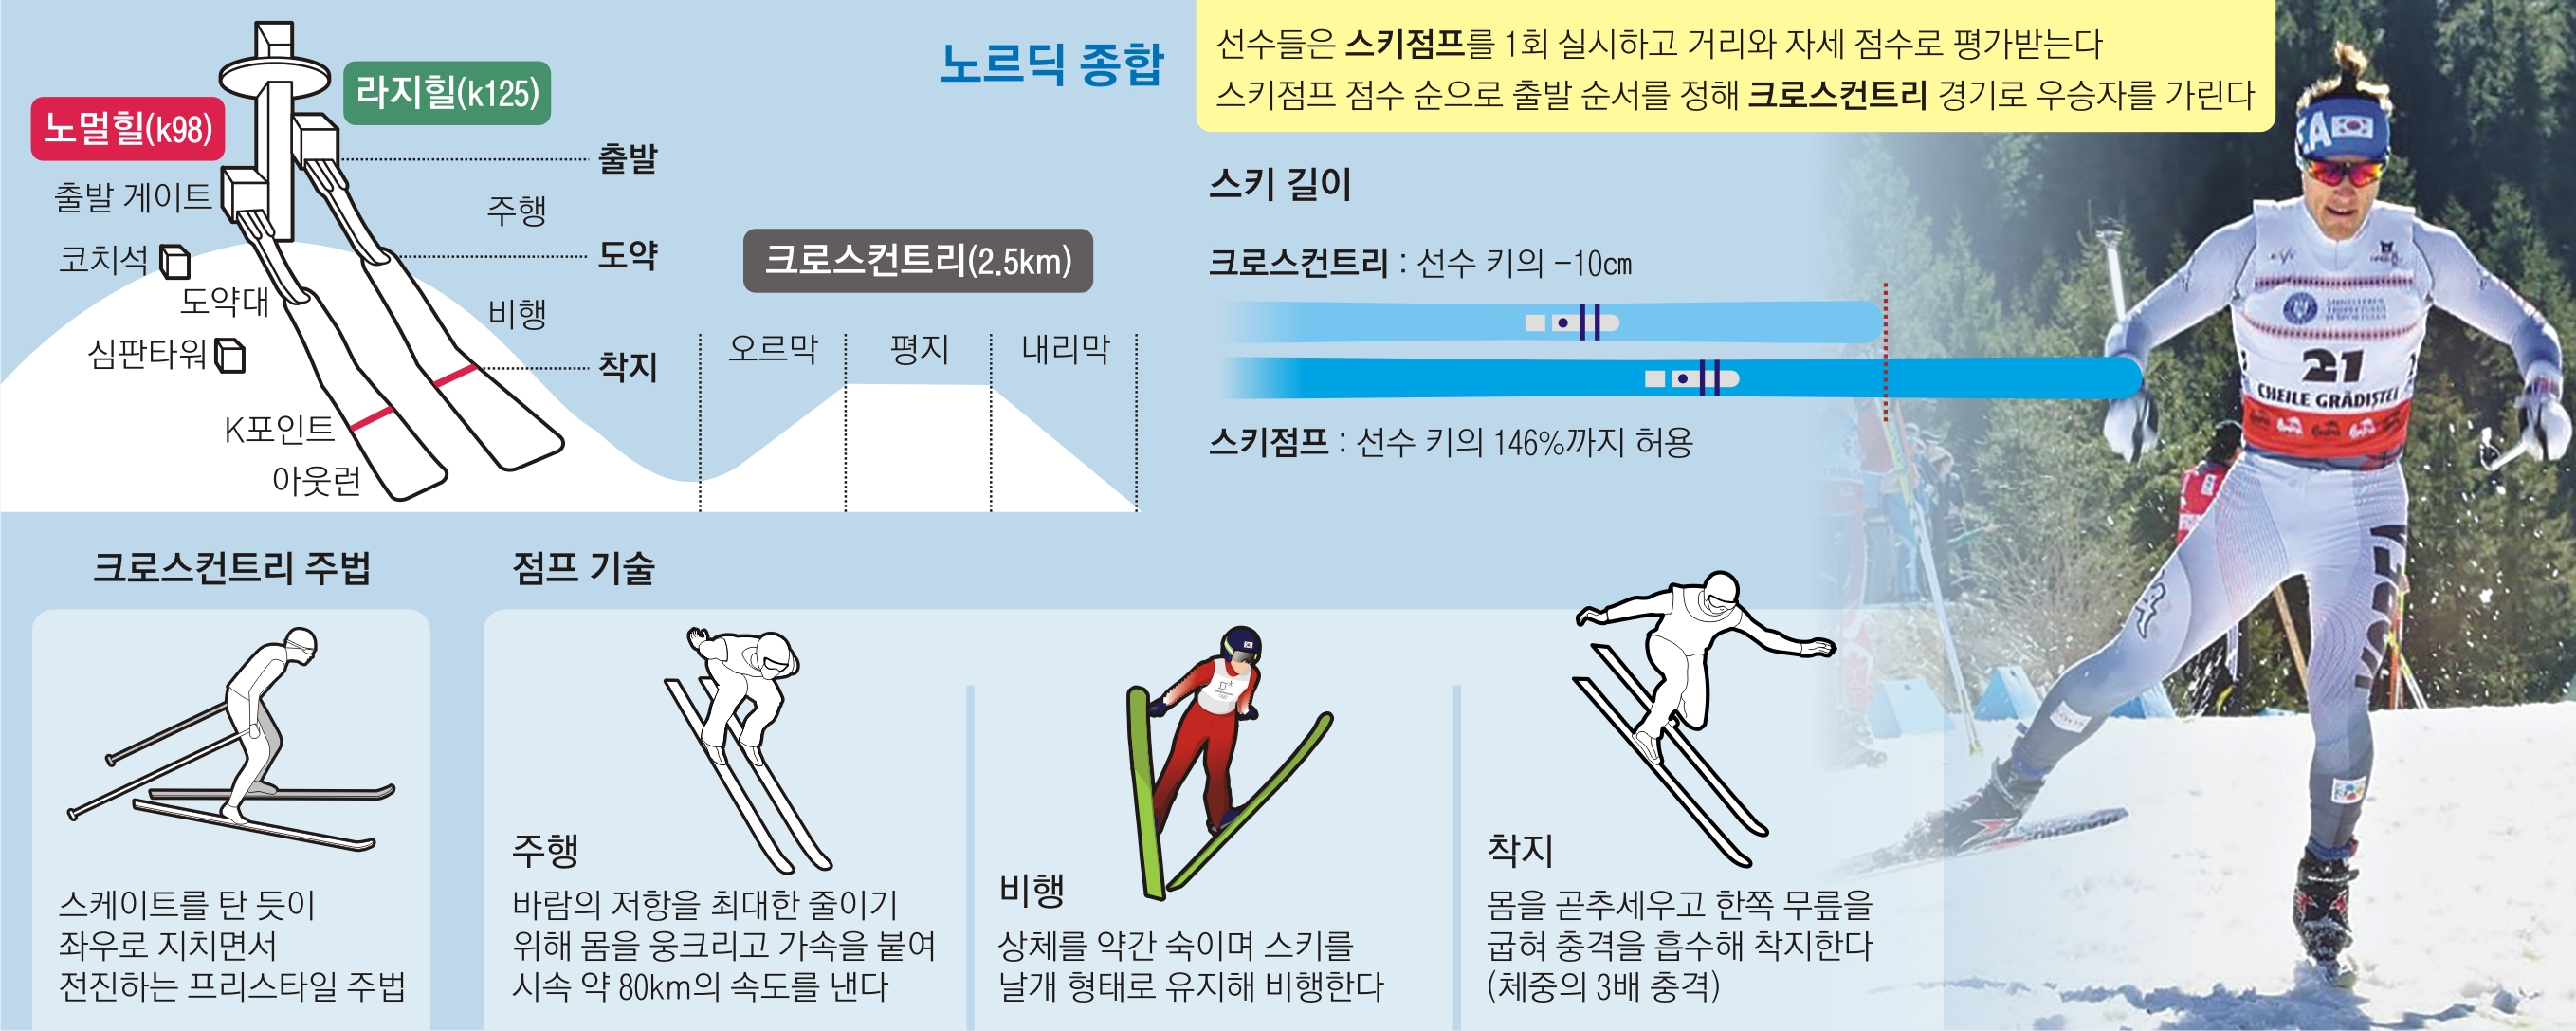 노르딕 종합
선수들은 스키점프를 1회 실시하고 거리와 자세 점수로 평가받는다
스키점프 점수 순으로 출발 순서를 정해 크로스컨트리 경기로 우승자를 가린다
라지힐(k125)
노멀힐(k98)
출발
출발 게이트
주행
코치석
도약
도약대
비행
심판타워
착지
K포인트
아웃런
크로스컨트리(2.5km)
오르막
평지
내리막
스키 길이
크로스컨트리 : 선수 키의 -10㎝
스키점프 : 선수 키의 146%까지 허용
21
CHEILE GRĂDIȘTEI
크로스컨트리 주법
스케이트를 탄 듯이
좌우로 지치면서
전진하는 프리스타일 주법
점프 기술
주행
바람의 저항을 최대한 줄이기
위해 몸을 웅크리고 가속을 붙여
시속 약 80km의 속도를 낸다
비행
상체를 약간 숙이며 스키를
날개 형태로 유지해 비행한다
착지
몸을 곧추세우고 한쪽 무릎을
굽혀 충격을 흡수해 착지한다
(체중의 3배 충격)